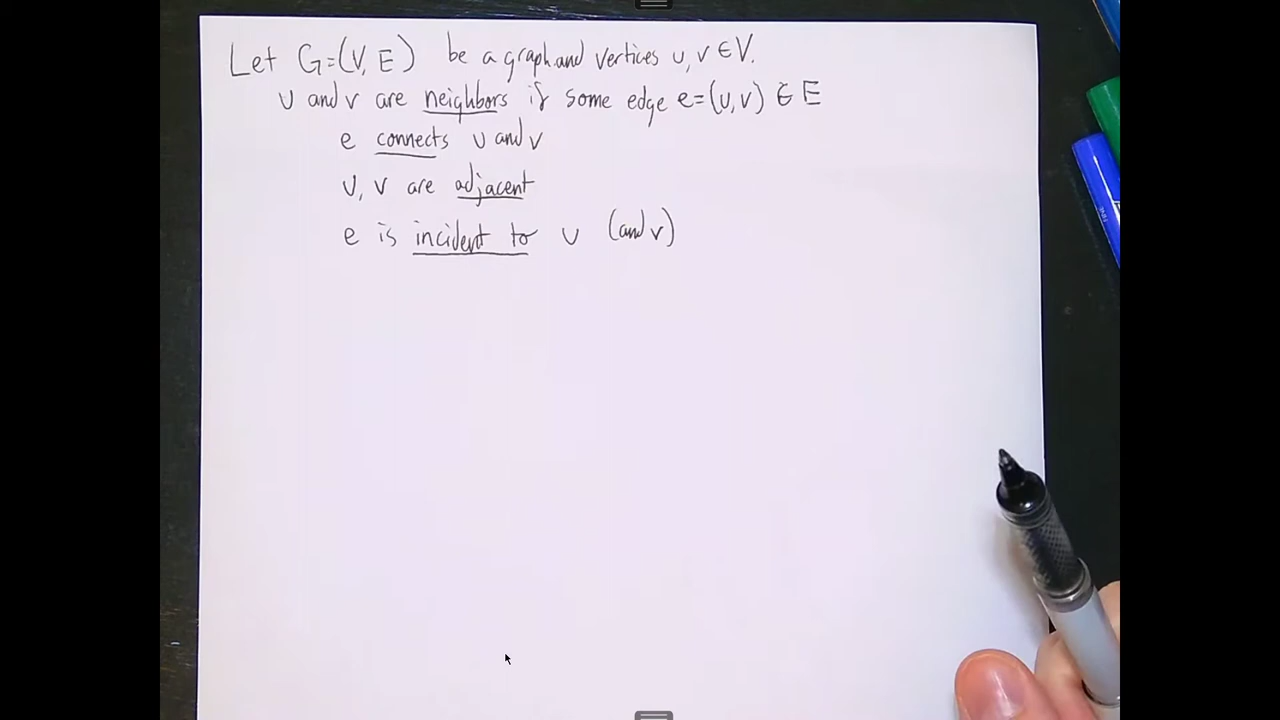 Let G=(V, E) be a graph and vertices u, v ∈ V.
u and v are neighbors if some edge e=(u,v) ∈ E
e connects u and v
u, v are adjacent
e is incident to u (and v)